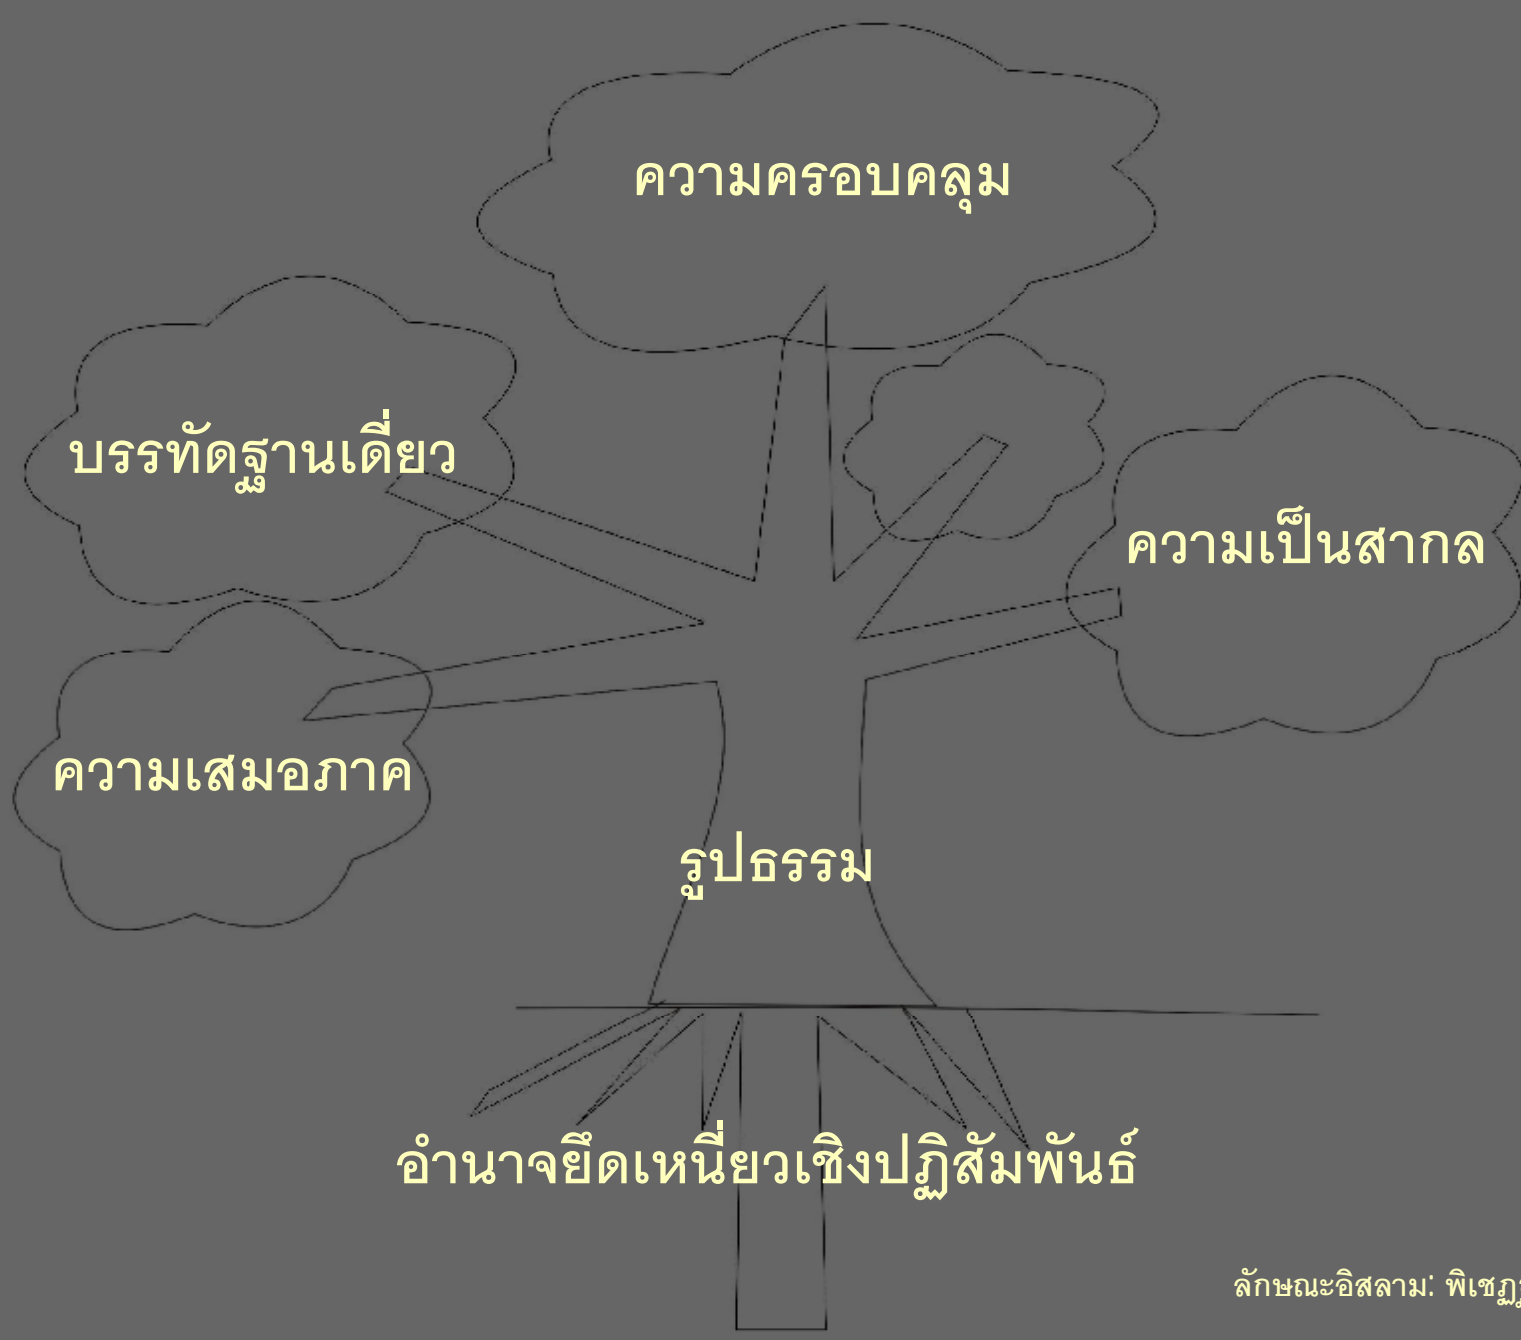 ความครอบคลุม
บรรทัดฐานเดี่ยว
ความเป็นสากล
ความเสมอภาค
รูปธรรม
อำนาจยึดเหนี่ยวเชิงปฏิสัมพันธ์
ลักษณะอิสลาม: